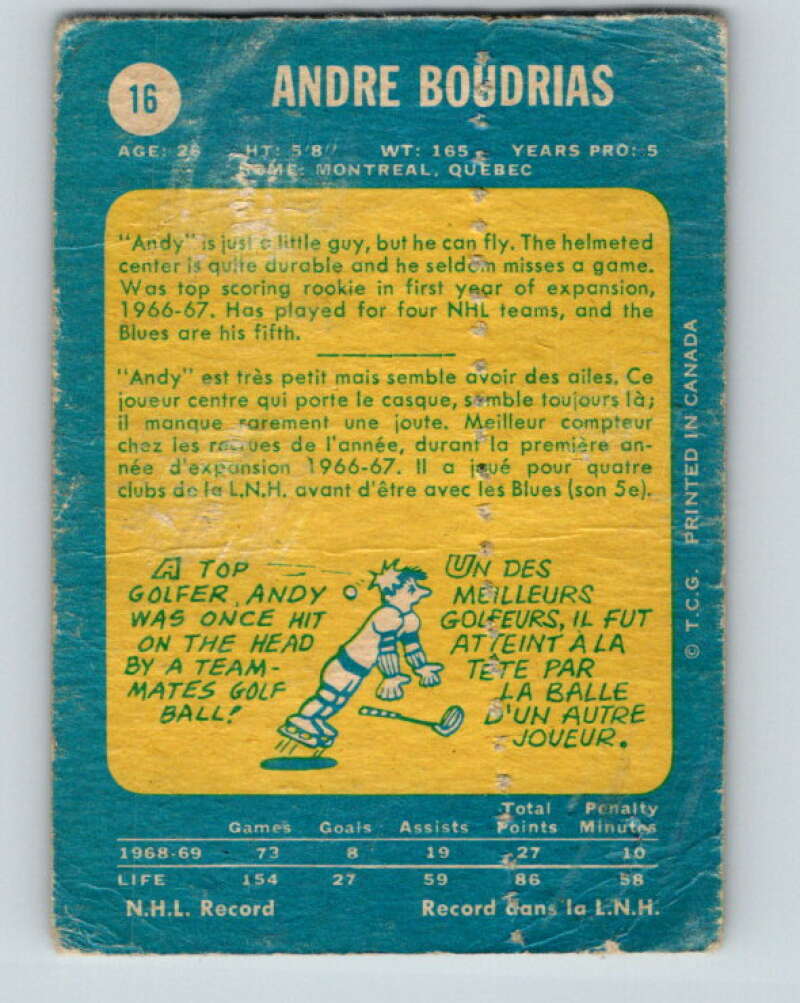 16
ANDRE BOUDRIAS
AGE: 26 HT: 5'8" WT: 165 YEARS PRO: 5
HOME: MONTREAL, QUEBEC
"Andy" is just a little guy, but he can fly. The helmeted
center is quite durable and he seldom misses a game.
Was top scoring rookie in first year of expansion,
1966-67. Has played for four NHL teams, and the
Blues are his fifth.
"Andy" est très petit mais semble avoir des ailes. Ce
joueur centre qui porte le casque, semble toujours là;
il manque rarement une joute. Meilleur compteur
chez les recrues de l'année, durant la première an-
née d'expansion 1966-67. Il a joué pour quatre
clubs de la L.N.H. avant d'être avec les Blues (son 5e).
A TOP
GOLFER, ANDY
WAS ONCE HIT
ON THE HEAD
BY A TEAM-
MATES GOLF
BALL!
UN DES
MEILLEURS
GOLFEURS, IL FUT
ATTEINT A LA
TÊTE PAR
LA BALLE
D'UN AUTRE
JOUEUR.
© T.C.G. PRINTED IN CANADA
Total Penalty
Games Goals Assists Points Minutes
1968-69 73 8 19 27 10
LIFE 154 27 59 86 58
N.H.L. Record Record dans la L.N.H.